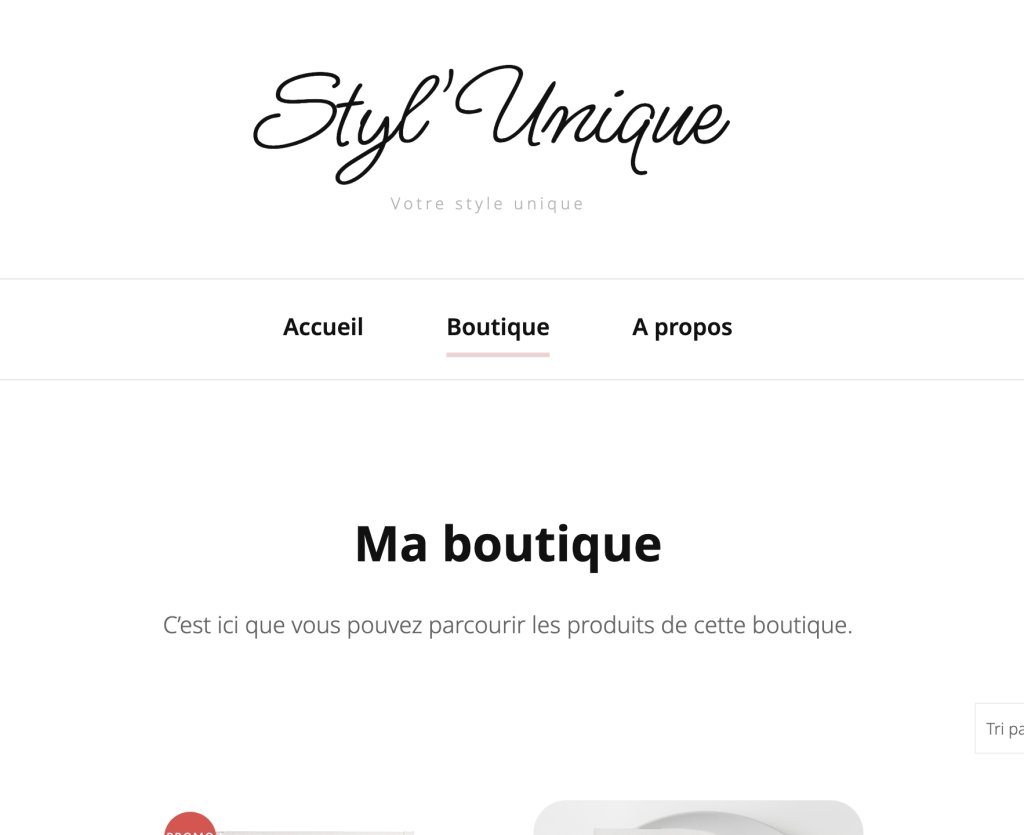 Styl'Unique
Votre style unique
Accueil Boutique A propos
Ma boutique
C'est ici que vous pouvez parcourir les produits de cette boutique.
Tri
PROMO